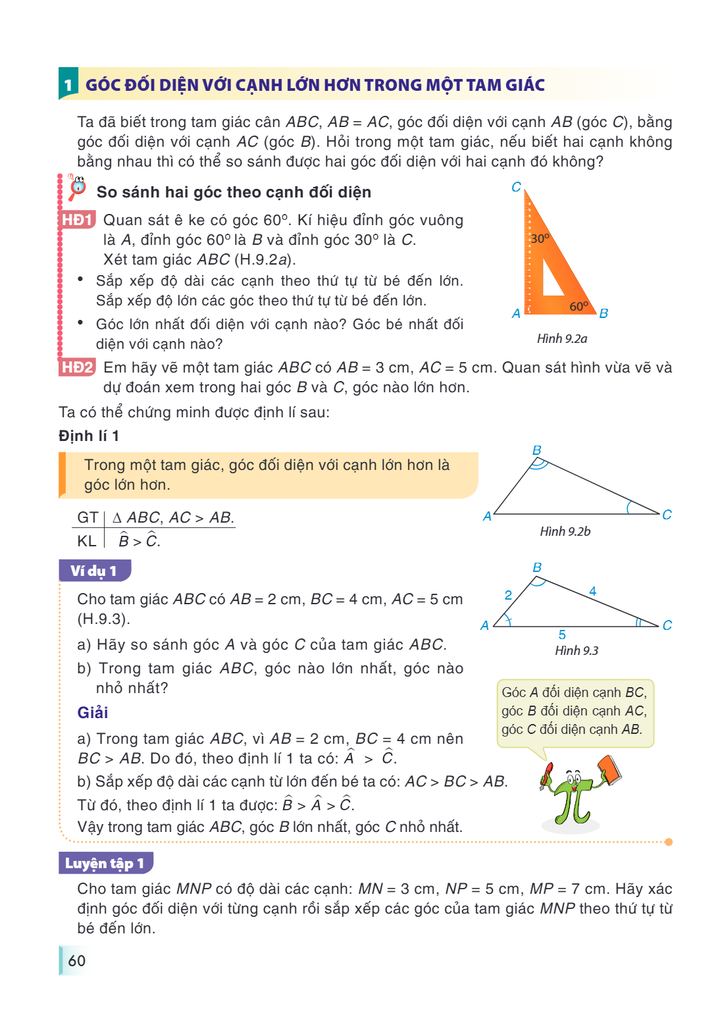 1 GÓC ĐỐI DIỆN VỚI CẠNH LỚN HƠN TRONG MỘT TAM GIÁC
Ta đã biết trong tam giác cân ABC, AB = AC, góc đối diện với cạnh AB (góc C), bằng
góc đối diện với cạnh AC (góc B). Hỏi trong một tam giác, nếu biết hai cạnh không
bằng nhau thì có thể so sánh được hai góc đối diện với hai cạnh đó không?
So sánh hai góc theo cạnh đối diện
HĐ1 Quan sát ê ke có góc 60º. Kí hiệu đỉnh góc vuông
là A, đỉnh góc 60º là B và đỉnh góc 30º là C.
Xét tam giác ABC (H.9.2a).
• Sắp xếp độ dài các cạnh theo thứ tự từ bé đến lớn.
Sắp xếp độ lớn các góc theo thứ tự từ bé đến lớn.
• Góc lớn nhất đối diện với cạnh nào? Góc bé nhất đối
diện với cạnh nào?
C
30º
60º
A
B
Hình 9.2a
HĐ2 Em hãy vẽ một tam giác ABC có AB = 3 cm, AC = 5 cm. Quan sát hình vừa vẽ và
dự đoán xem trong hai góc B và C, góc nào lớn hơn.
Ta có thể chứng minh được định lí sau:
Định lí 1
Trong một tam giác, góc đối diện với cạnh lớn hơn là
góc lớn hơn.
GT | Δ ABC, AC > AB.
KL | B̂ > Ĉ.
B
A
C
Hình 9.2b
Ví dụ 1
Cho tam giác ABC có AB = 2 cm, BC = 4 cm, AC = 5 cm
(H.9.3).
a) Hãy so sánh góc A và góc C của tam giác ABC.
b) Trong tam giác ABC, góc nào lớn nhất, góc nào
nhỏ nhất?
B
2
4
A
C
5
Hình 9.3
Giải
a) Trong tam giác ABC, vì AB = 2 cm, BC = 4 cm nên
BC > AB. Do đó, theo định lí 1 ta có: Â > Ĉ.
b) Sắp xếp độ dài các cạnh từ lớn đến bé ta có: AC > BC > AB.
Từ đó, theo định lí 1 ta được: B̂ > Â > Ĉ.
Vậy trong tam giác ABC, góc B lớn nhất, góc C nhỏ nhất.
Góc A đối diện cạnh BC,
góc B đối diện cạnh AC,
góc C đối diện cạnh AB.
Luyện tập 1
Cho tam giác MNP có độ dài các cạnh: MN = 3 cm, NP = 5 cm, MP = 7 cm. Hãy xác
định góc đối diện với từng cạnh rồi sắp xếp các góc của tam giác MNP theo thứ tự từ
bé đến lớn.
60